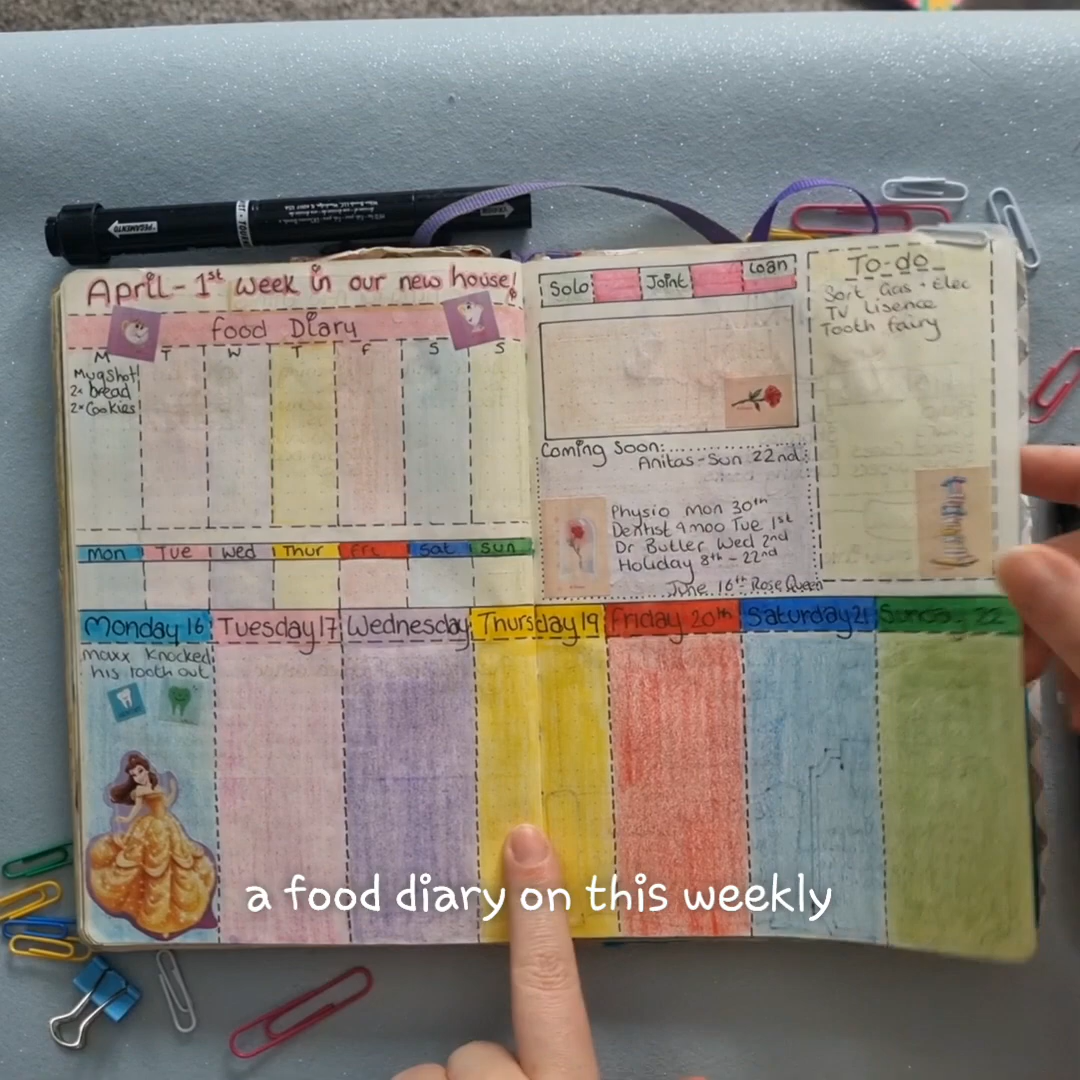 PEGAMENTO
April - 1st week in our new house!
food Diary
M T W T F S S
Mugshot!
2x bread
2x Cookies
Solo Joint Loan
To-do
Sort Gas + Elec
TV Lisence
Tooth fairy
Coming Soon:
Anitas - Sun 22nd
Physio Mon 30th
Dentist 9 moo Tue 1st
Dr Butler Wed 2nd
Holiday 8th - 22nd
June 16th Rose Queen
Mon Tue Wed Thur Fri Sat Sun
Monday 16 Tuesday 17 Wednesday Thursday 19 Friday 20th Saturday 21 Sunday 22
maxx knocked
his tooth out
a food diary on this weekly